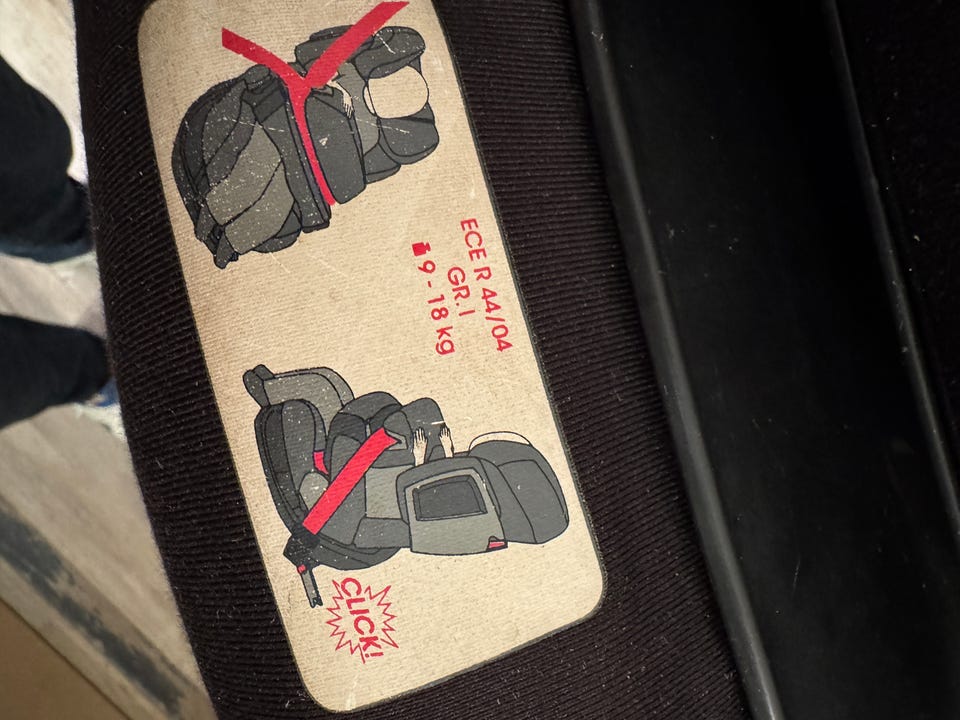 ECE R 44/04
GR. I
9 - 18 kg
CLICK!